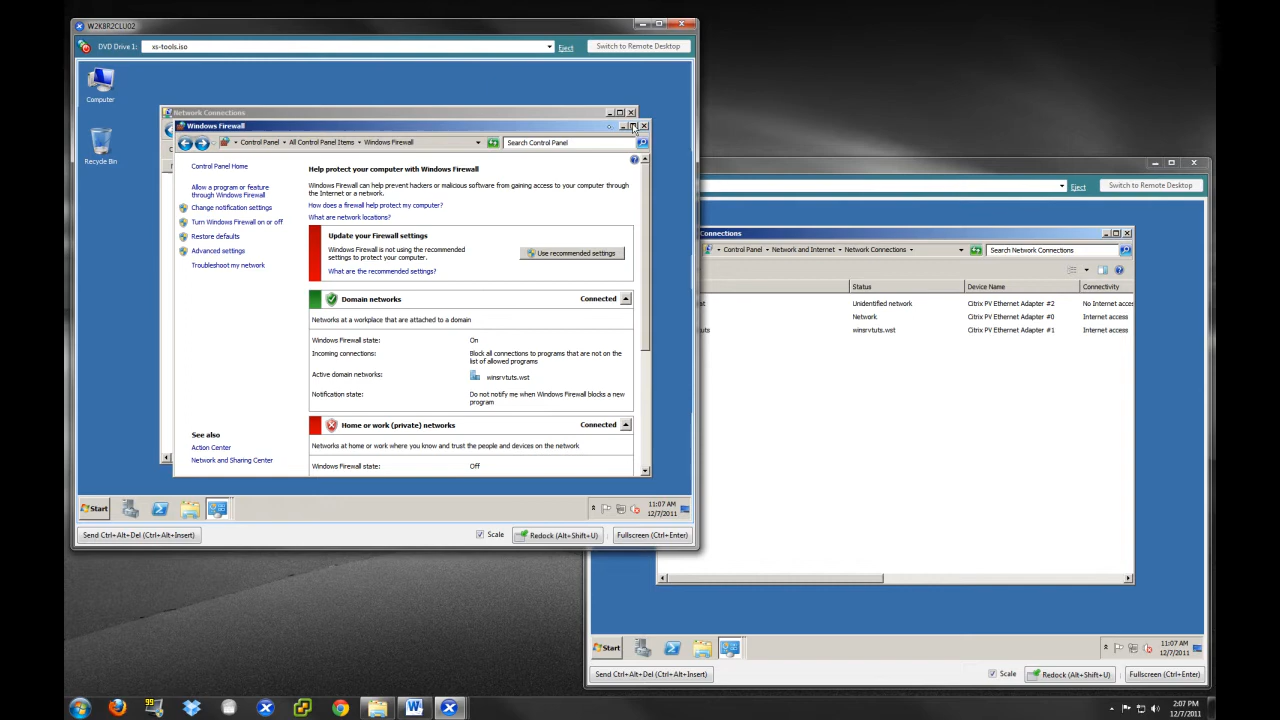 W2K8R2CLU02
DVD Drive 1: xs-tools.iso Eject Switch to Remote Desktop
Computer
Recycle Bin
Network Connections
Windows Firewall
Control Panel All Control Panel Items Windows Firewall Search Control Panel
Control Panel Home
Allow a program or feature
through Windows Firewall
Change notification settings
Turn Windows Firewall on or off
Restore defaults
Advanced settings
Troubleshoot my network
See also
Action Center
Network and Sharing Center
Help protect your computer with Windows Firewall
Windows Firewall can help prevent hackers or malicious software from gaining access to your computer through
the Internet or a network.
How does a firewall help protect my computer?
What are network locations?
Update your Firewall settings
Windows Firewall is not using the recommended
settings to protect your computer.
Use recommended settings
What are the recommended settings?
Domain networks Connected
Networks at a workplace that are attached to a domain
Windows Firewall state: On
Incoming connections: Block all connections to programs that are not on the
list of allowed programs
Active domain networks: winsrvtuts.wst
Notification state: Do not notify me when Windows Firewall blocks a new
program
Home or work (private) networks Connected
Networks at home or work where you know and trust the people and devices on the network
Windows Firewall state: Off
Start
11:07 AM
12/7/2011
Send Ctrl+Alt+Del (Ctrl+Alt+Insert) Scale Redock (Alt+Shift+U) Fullscreen (Ctrl+Enter)
Eject Switch to Remote Desktop
Connections
Control Panel Network and Internet Network Connections Search Network Connections
Status Device Name Connectivity
Unidentified network Citrix PV Ethernet Adapter #2 No Internet acces
Network Citrix PV Ethernet Adapter #0 Internet access
uts winsrvtuts.wst Citrix PV Ethernet Adapter #1 Internet access
Start
11:07 AM
12/7/2011
Send Ctrl+Alt+Del (Ctrl+Alt+Insert) Scale Redock (Alt+Shift+U) Fullscreen (Ctrl+Enter)
99
2:07 PM
12/7/2011